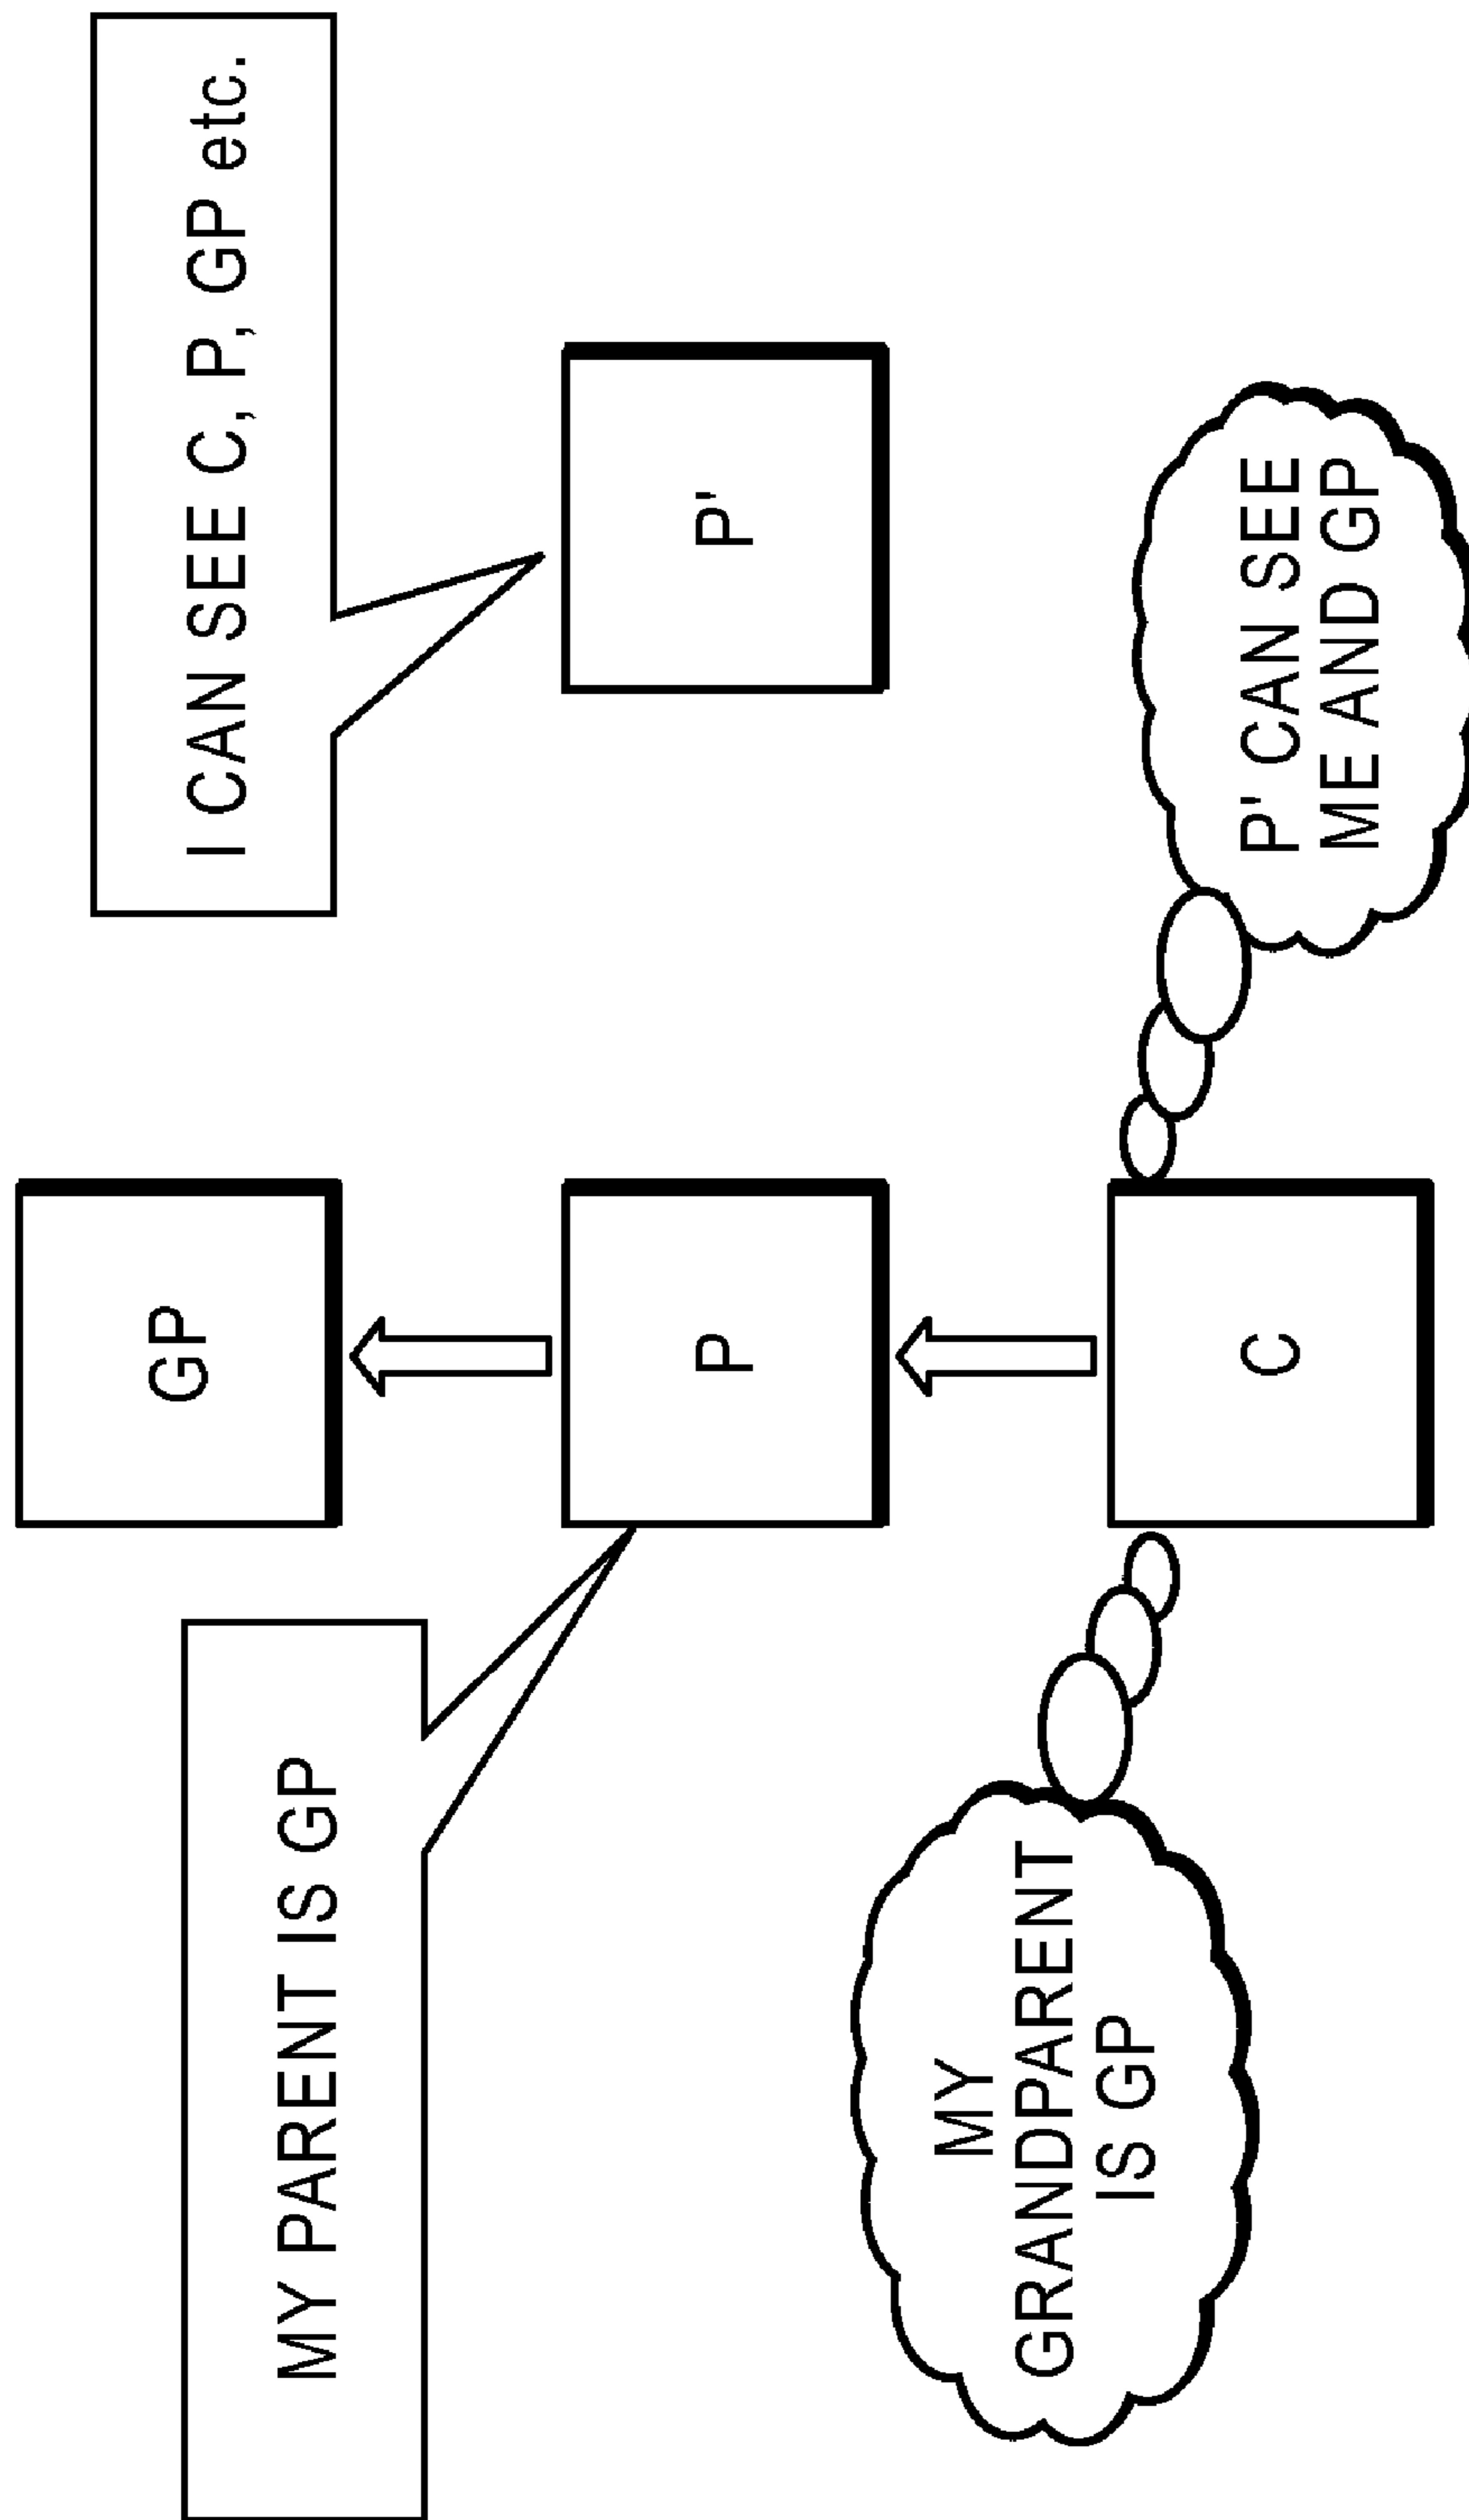 I CAN SEE C, P, GP etc.
MY PARENT IS GP
GP
P
P'
C
MY
GRANDPARENT
IS GP
P' CAN SEE
ME AND GP